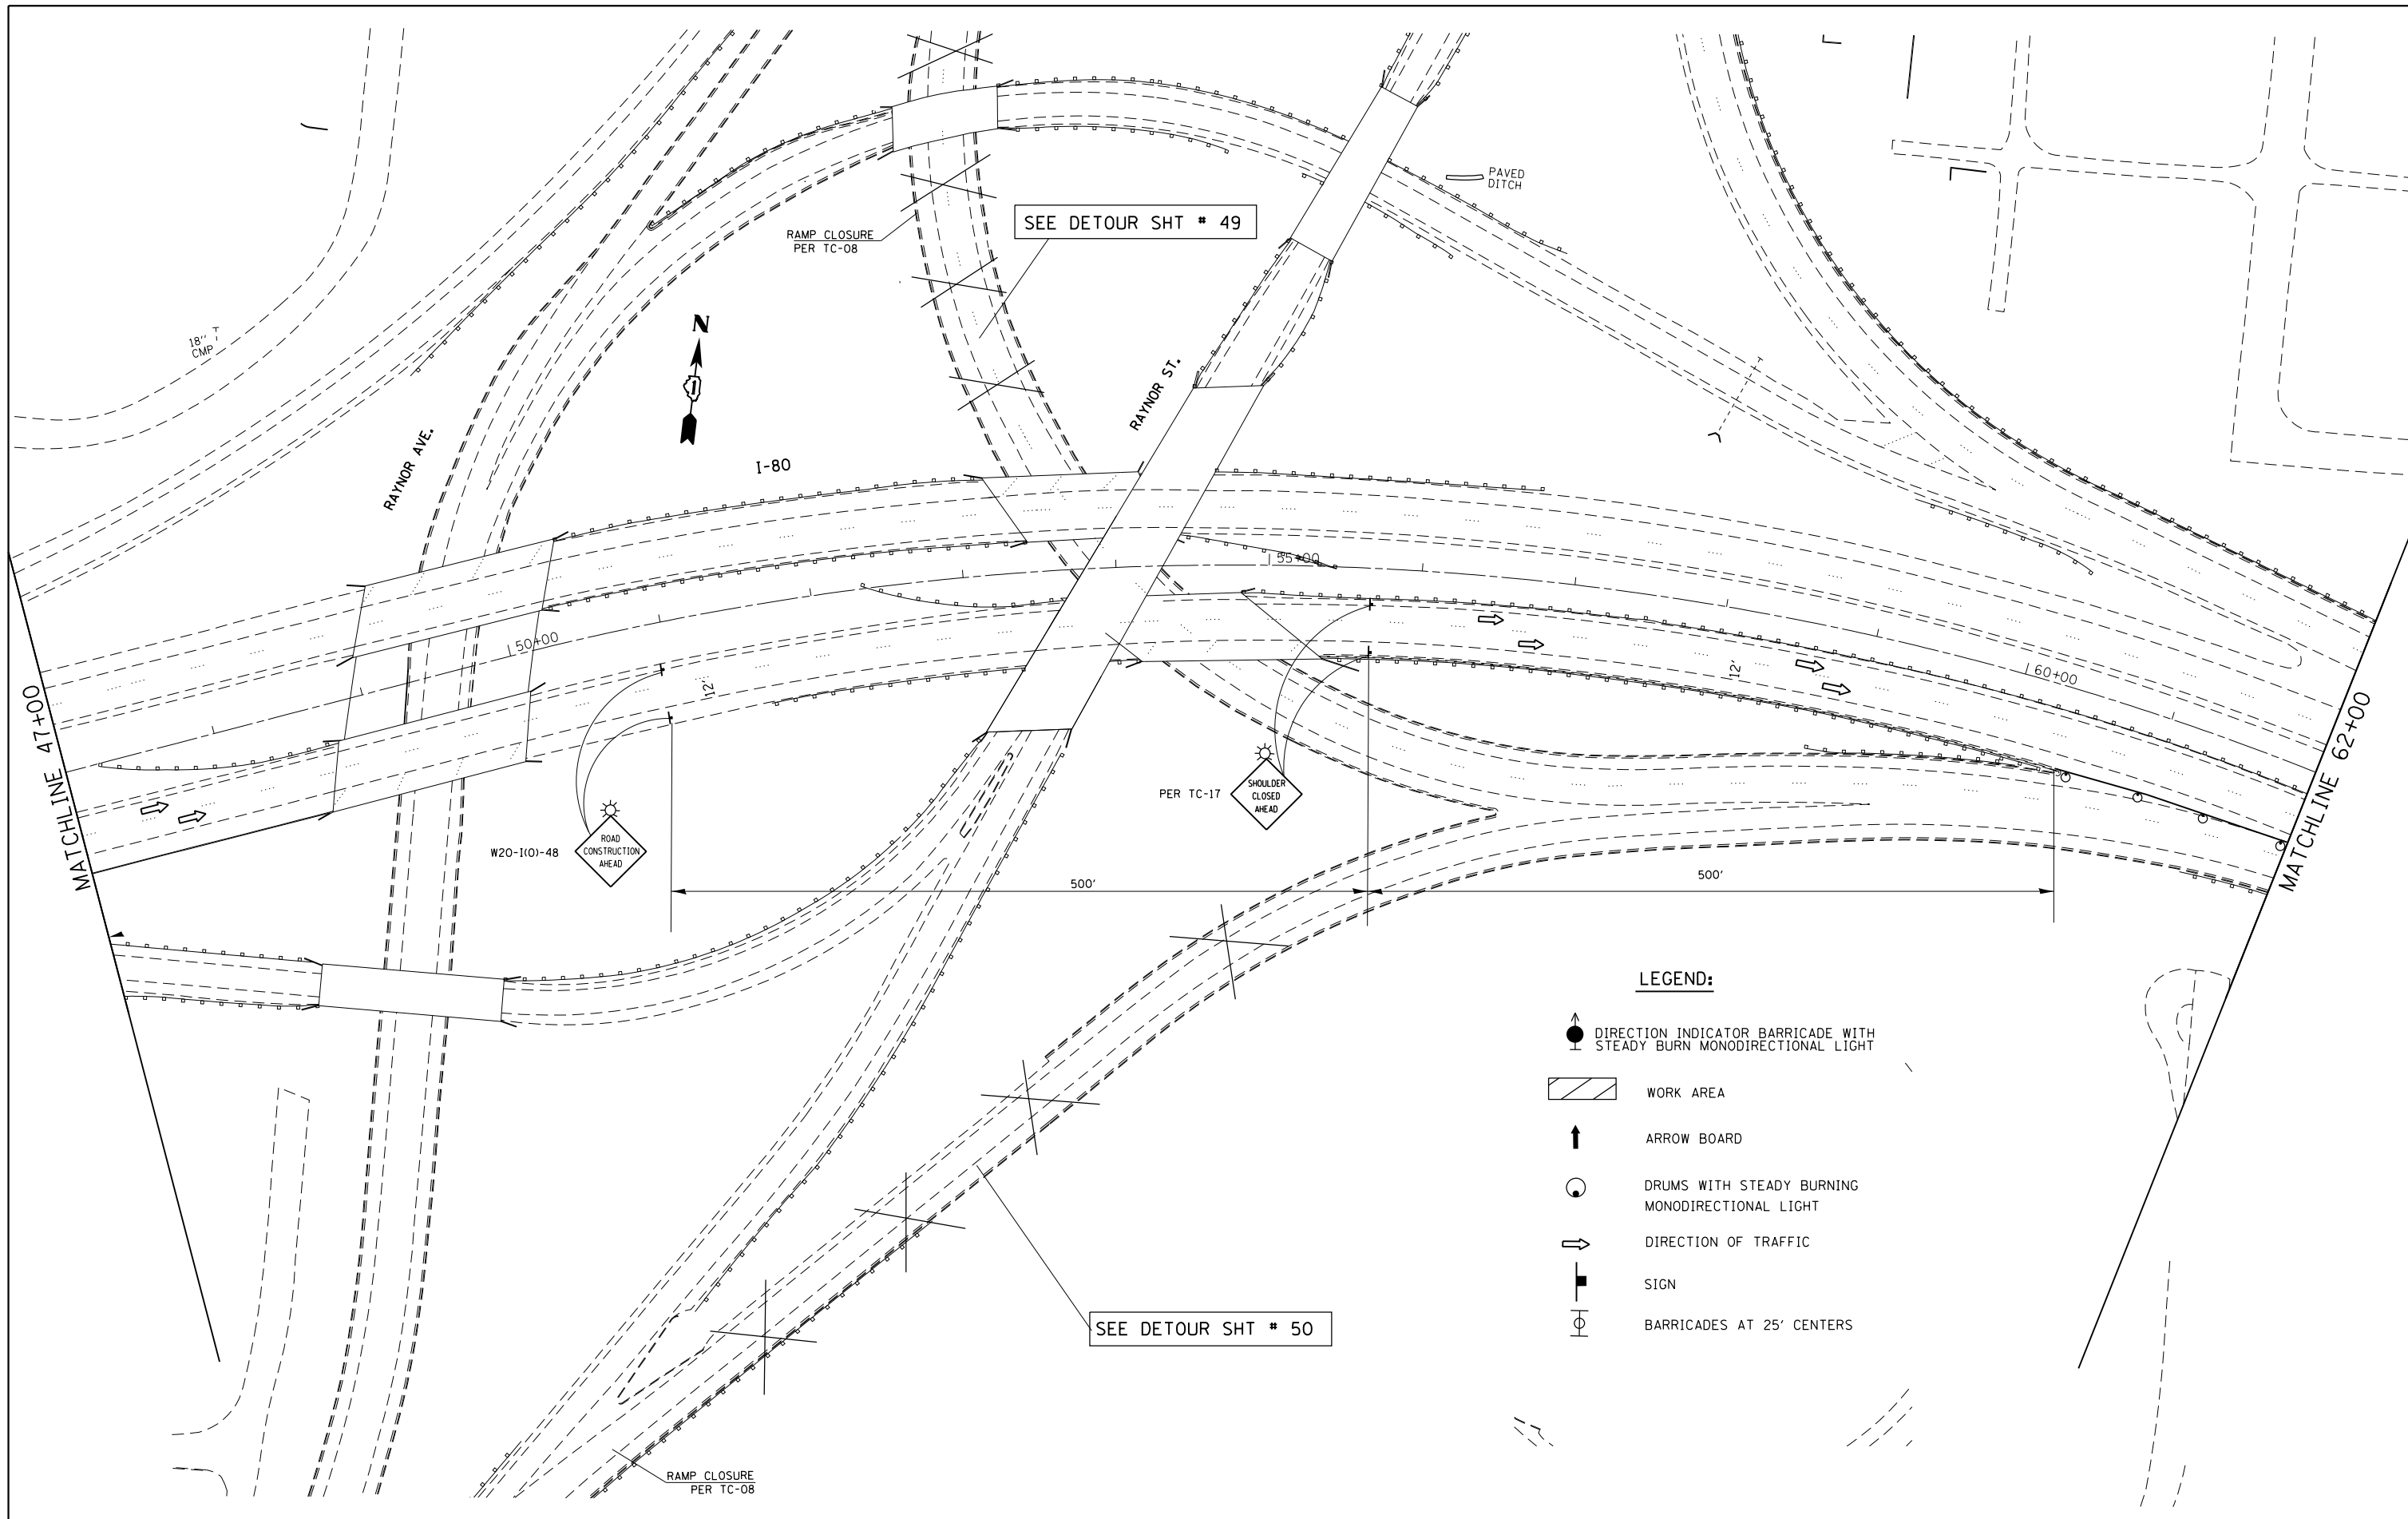 PAVED
DITCH
SEE DETOUR SHT # 49
RAMP CLOSURE
PER TC-08
18" T
CMP
N
1
RAYNOR ST.
RAYNOR AVE.
I-80
55+00
50+00
60+00
12'
12'
MATCHLINE 47+00
MATCHLINE 62+00
PER TC-17
SHOULDER
CLOSED
AHEAD
W20-I(O)-48
ROAD
CONSTRUCTION
AHEAD
500'
500'
LEGEND:
DIRECTION INDICATOR BARRICADE WITH
STEADY BURN MONODIRECTIONAL LIGHT
WORK AREA
ARROW BOARD
DRUMS WITH STEADY BURNING
MONODIRECTIONAL LIGHT
DIRECTION OF TRAFFIC
SIGN
BARRICADES AT 25' CENTERS
SEE DETOUR SHT # 50
RAMP CLOSURE
PER TC-08